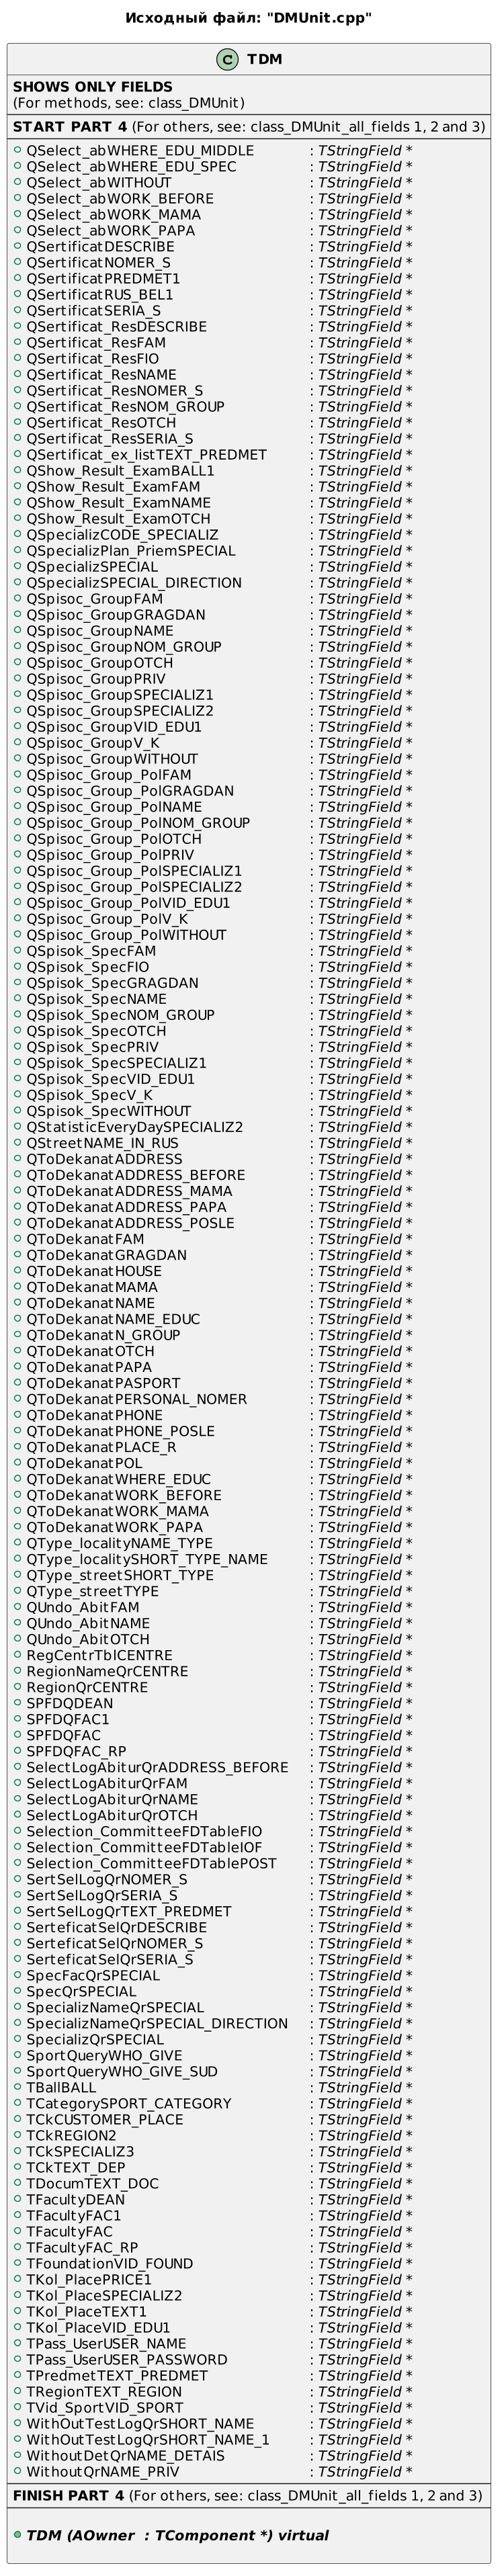 Исходный файл: "DMUnit.cpp"
C TDM
SHOWS ONLY FIELDS
(For methods, see: class_DMUnit)
START PART 4 (For others, see: class_DMUnit_all_fields 1, 2 and 3)
QSelect_abWHERE_EDU_MIDDLE : TStringField *
QSelect_abWHERE_EDU_SPEC : TStringField *
QSelect_abWITHOUT : TStringField *
QSelect_abWORK_BEFORE : TStringField *
QSelect_abWORK_MAMA : TStringField *
QSelect_abWORK_PAPA : TStringField *
QSertificatDESCRIBE : TStringField *
QSertificatNOMER_S : TStringField *
QSertificatPREDMET1 : TStringField *
QSertificatRUS_BEL1 : TStringField *
QSertificatSERIA_S : TStringField *
QSertificat_ResDESCRIBE : TStringField *
QSertificat_ResFAM : TStringField *
QSertificat_ResFIO : TStringField *
QSertificat_ResNAME : TStringField *
QSertificat_ResNOMER_S : TStringField *
QSertificat_ResNOM_GROUP : TStringField *
QSertificat_ResOTCH : TStringField *
QSertificat_ResSERIA_S : TStringField *
QSertificat_ex_listTEXT_PREDMET : TStringField *
QShow_Result_ExamBALL1 : TStringField *
QShow_Result_ExamFAM : TStringField *
QShow_Result_ExamNAME : TStringField *
QShow_Result_ExamOTCH : TStringField *
QSpecializCODE_SPECIALIZ : TStringField *
QSpecializPlan_PriemSPECIAL : TStringField *
QSpecializSPECIAL : TStringField *
QSpecializSPECIAL_DIRECTION : TStringField *
QSpisoc_GroupFAM : TStringField *
QSpisoc_GroupGRAGDAN : TStringField *
QSpisoc_GroupNAME : TStringField *
QSpisoc_GroupNOM_GROUP : TStringField *
QSpisoc_GroupOTCH : TStringField *
QSpisoc_GroupPRIV : TStringField *
QSpisoc_GroupSPECIALIZ1 : TStringField *
QSpisoc_GroupSPECIALIZ2 : TStringField *
QSpisoc_GroupVID_EDU1 : TStringField *
QSpisoc_GroupV_K : TStringField *
QSpisoc_GroupWITHOUT : TStringField *
QSpisoc_Group_PolFAM : TStringField *
QSpisoc_Group_PolGRAGDAN : TStringField *
QSpisoc_Group_PolNAME : TStringField *
QSpisoc_Group_PolNOM_GROUP : TStringField *
QSpisoc_Group_PolOTCH : TStringField *
QSpisoc_Group_PolPRIV : TStringField *
QSpisoc_Group_PolSPECIALIZ1 : TStringField *
QSpisoc_Group_PolSPECIALIZ2 : TStringField *
QSpisoc_Group_PolVID_EDU1 : TStringField *
QSpisoc_Group_PolV_K : TStringField *
QSpisoc_Group_PolWITHOUT : TStringField *
QSpisok_SpecFAM : TStringField *
QSpisok_SpecFIO : TStringField *
QSpisok_SpecGRAGDAN : TStringField *
QSpisok_SpecNAME : TStringField *
QSpisok_SpecNOM_GROUP : TStringField *
QSpisok_SpecOTCH : TStringField *
QSpisok_SpecPRIV : TStringField *
QSpisok_SpecSPECIALIZ1 : TStringField *
QSpisok_SpecVID_EDU1 : TStringField *
QSpisok_SpecV_K : TStringField *
QSpisok_SpecWITHOUT : TStringField *
QStatisticEveryDaySPECIALIZ2 : TStringField *
QStreetNAME_IN_RUS : TStringField *
QToDekanatADDRESS : TStringField *
QToDekanatADDRESS_BEFORE : TStringField *
QToDekanatADDRESS_MAMA : TStringField *
QToDekanatADDRESS_PAPA : TStringField *
QToDekanatADDRESS_POSLE : TStringField *
QToDekanatFAM : TStringField *
QToDekanatGRAGDAN : TStringField *
QToDekanatHOUSE : TStringField *
QToDekanatMAMA : TStringField *
QToDekanatNAME : TStringField *
QToDekanatNAME_EDUC : TStringField *
QToDekanatN_GROUP : TStringField *
QToDekanatOTCH : TStringField *
QToDekanatPAPA : TStringField *
QToDekanatPASPORT : TStringField *
QToDekanatPERSONAL_NOMER : TStringField *
QToDekanatPHONE : TStringField *
QToDekanatPHONE_POSLE : TStringField *
QToDekanatPLACE_R : TStringField *
QToDekanatPOL : TStringField *
QToDekanatWHERE_EDUC : TStringField *
QToDekanatWORK_BEFORE : TStringField *
QToDekanatWORK_MAMA : TStringField *
QToDekanatWORK_PAPA : TStringField *
QType_localityNAME_TYPE : TStringField *
QType_localitySHORT_TYPE_NAME : TStringField *
QType_streetSHORT_TYPE : TStringField *
QType_streetTYPE : TStringField *
QUndo_AbitFAM : TStringField *
QUndo_AbitNAME : TStringField *
QUndo_AbitOTCH : TStringField *
RegCentrTblCENTRE : TStringField *
RegionNameQrCENTRE : TStringField *
RegionQrCENTRE : TStringField *
SPFDQDEAN : TStringField *
SPFDQFAC1 : TStringField *
SPFDQFAC : TStringField *
SPFDQFAC_RP : TStringField *
SelectLogAbiturQrADDRESS_BEFORE : TStringField *
SelectLogAbiturQrFAM : TStringField *
SelectLogAbiturQrNAME : TStringField *
SelectLogAbiturQrOTCH : TStringField *
Selection_CommitteeFDTableFIO : TStringField *
Selection_CommitteeFDTableIOF : TStringField *
Selection_CommitteeFDTablePOST : TStringField *
SertSelLogQrNOMER_S : TStringField *
SertSelLogQrSERIA_S : TStringField *
SertSelLogQrTEXT_PREDMET : TStringField *
SerteficatSelQrDESCRIBE : TStringField *
SerteficatSelQrNOMER_S : TStringField *
SerteficatSelQrSERIA_S : TStringField *
SpecFacQrSPECIAL : TStringField *
SpecQrSPECIAL : TStringField *
SpecializNameQrSPECIAL : TStringField *
SpecializNameQrSPECIAL_DIRECTION : TStringField *
SpecializQrSPECIAL : TStringField *
SportQueryWHO_GIVE : TStringField *
SportQueryWHO_GIVE_SUD : TStringField *
TBallBALL : TStringField *
TCategorySPORT_CATEGORY : TStringField *
TCkCUSTOMER_PLACE : TStringField *
TCkREGION2 : TStringField *
TCkSPECIALIZ3 : TStringField *
TCkTEXT_DEP : TStringField *
TDocumTEXT_DOC : TStringField *
TFacultyDEAN : TStringField *
TFacultyFAC1 : TStringField *
TFacultyFAC : TStringField *
TFacultyFAC_RP : TStringField *
TFoundationVID_FOUND : TStringField *
TKol_PlacePRICE1 : TStringField *
TKol_PlaceSPECIALIZ2 : TStringField *
TKol_PlaceTEXT1 : TStringField *
TKol_PlaceVID_EDU1 : TStringField *
TPass_UserUSER_NAME : TStringField *
TPass_UserUSER_PASSWORD : TStringField *
TPredmetTEXT_PREDMET : TStringField *
TRegionTEXT_REGION : TStringField *
TVid_SportVID_SPORT : TStringField *
WithOutTestLogQrSHORT_NAME : TStringField *
WithOutTestLogQrSHORT_NAME_1 : TStringField *
WithoutDetQrNAME_DETAIS : TStringField *
WithoutQrNAME_PRIV : TStringField *
FINISH PART 4 (For others, see: class_DMUnit_all_fields 1, 2 and 3)
TDM (AOwner : TComponent *) virtual